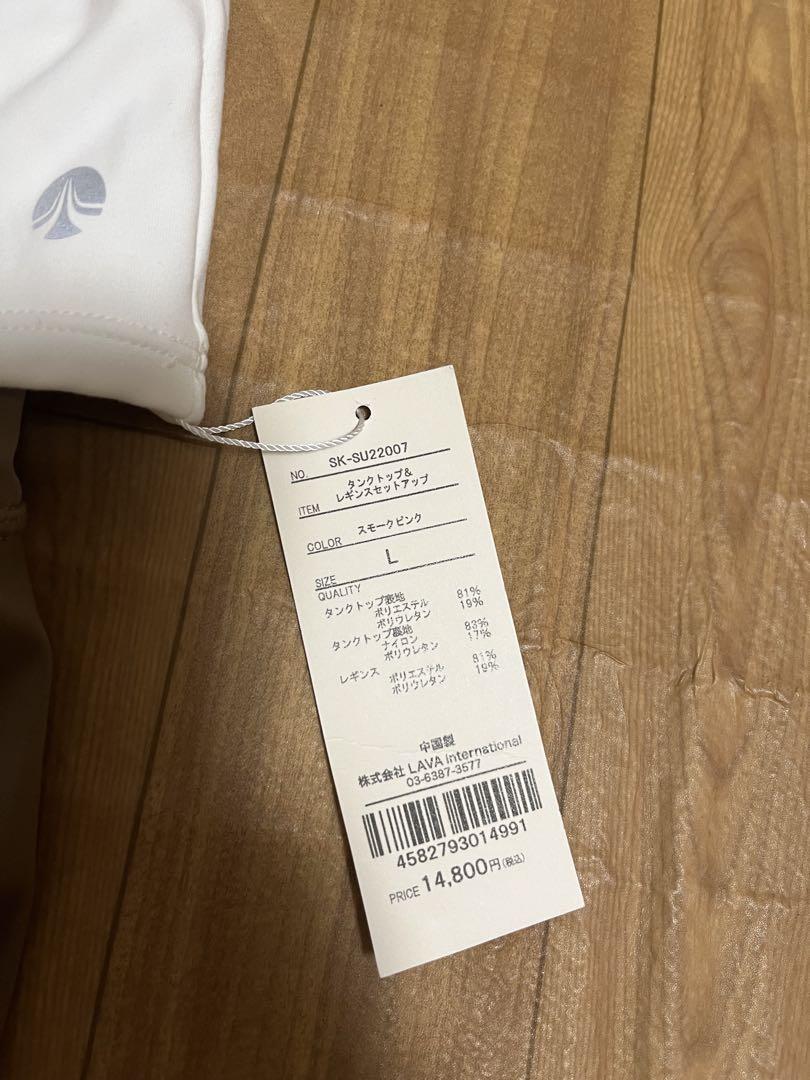 NO. SK-SU22007
タンクトップ&
ITEM レギンスセットアップ
COLOR スモークピンク
SIZE L
QUALITY
タンクトップ表地
ポリエステル 81%
ポリウレタン 19%
タンクトップ裏地
ナイロン 83%
ポリウレタン 17%
レギンス
ポリエステル 81%
ポリウレタン 19%
中国製
株式会社 LAVA International
03-6387-3577
4582793014991
PRICE 14,800円(税込)